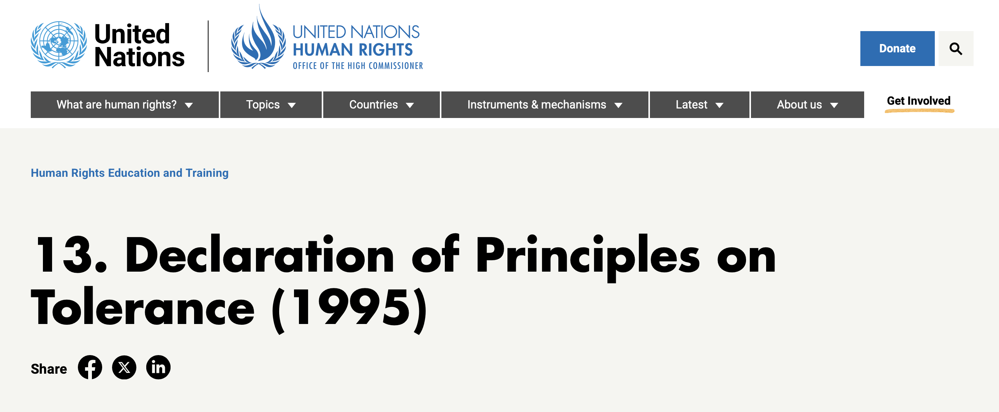 United
Nations
UNITED NATIONS
HUMAN RIGHTS
OFFICE OF THE HIGH COMMISSIONER
Donate
What are human rights?
Topics
Countries
Instruments & mechanisms
Latest
About us
Get Involved
Human Rights Education and Training
13. Declaration of Principles on
Tolerance (1995)
Share